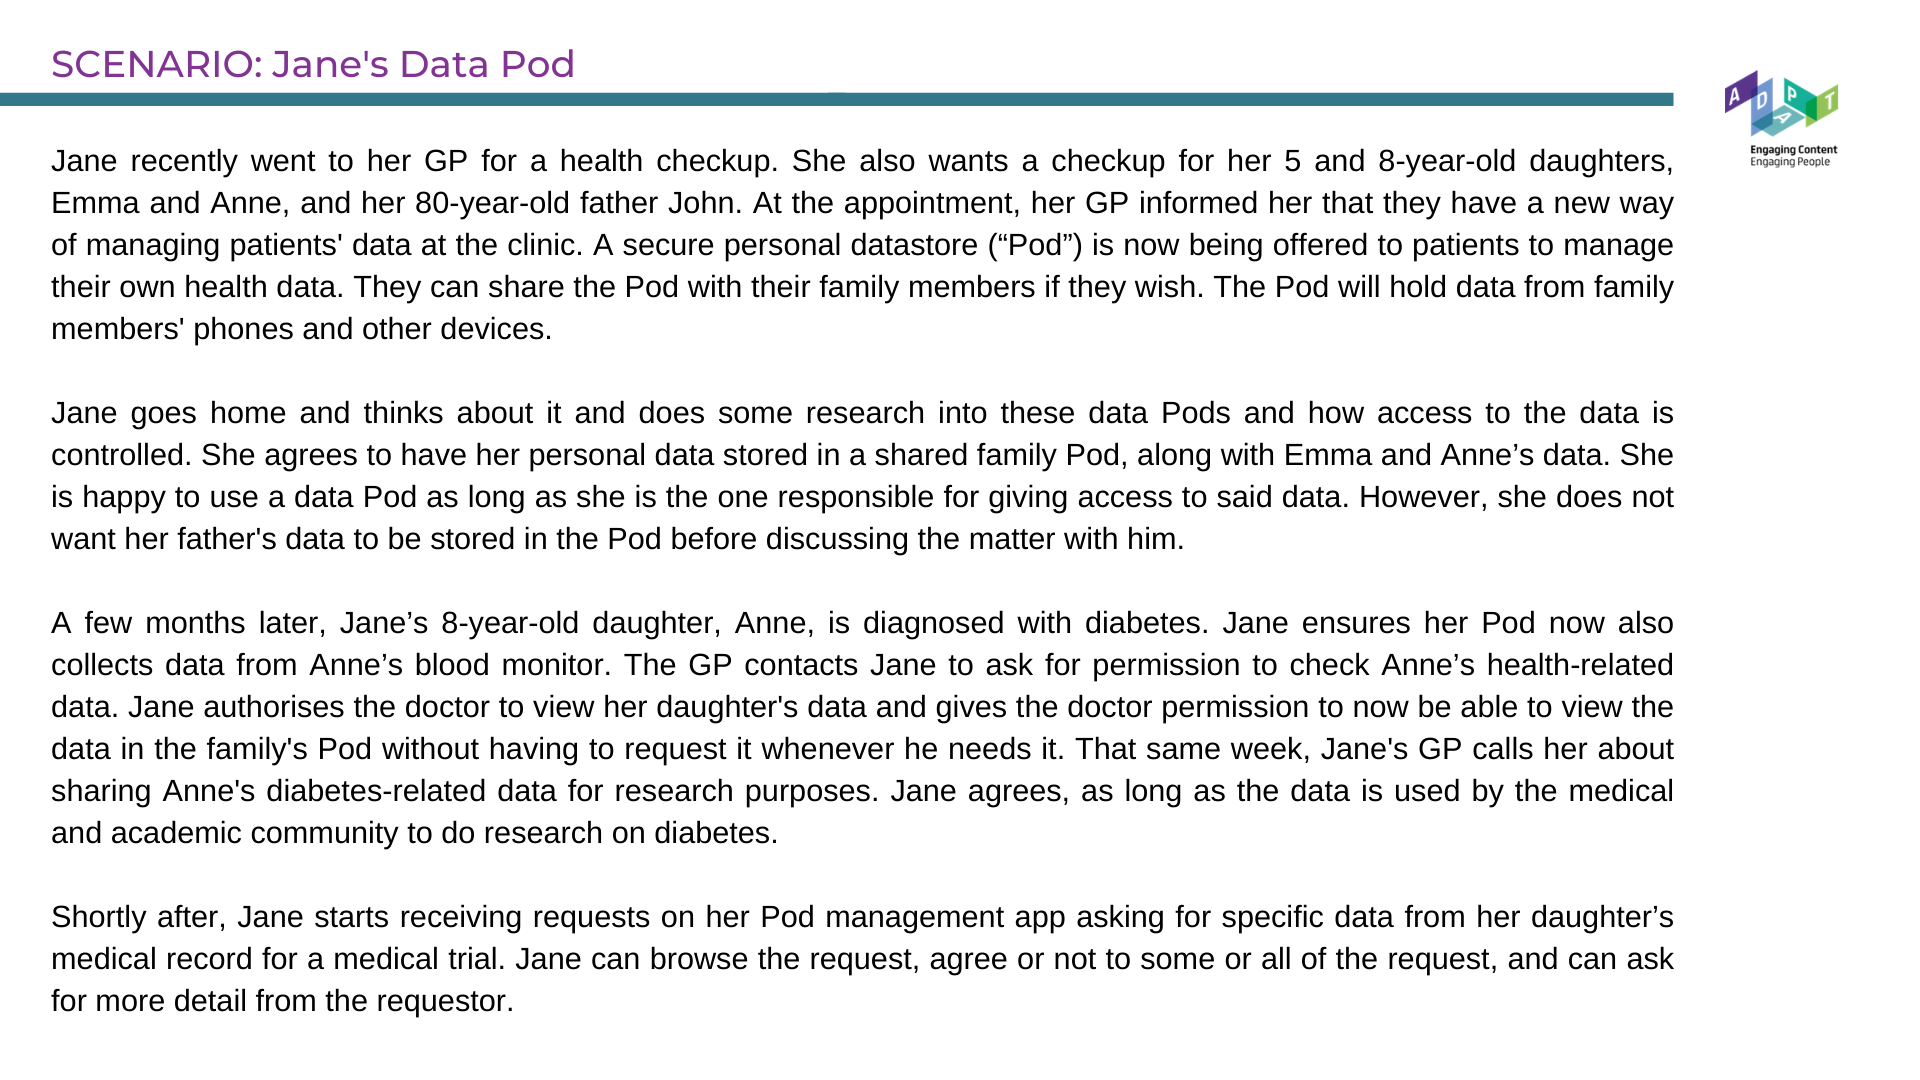 SCENARIO: Jane's Data Pod
A
D
A
P
T
Engaging Content
Engaging People
Jane recently went to her GP for a health checkup. She also wants a checkup for her 5 and 8-year-old daughters,
Emma and Anne, and her 80-year-old father John. At the appointment, her GP informed her that they have a new way
of managing patients' data at the clinic. A secure personal datastore (“Pod”) is now being offered to patients to manage
their own health data. They can share the Pod with their family members if they wish. The Pod will hold data from family
members' phones and other devices.
Jane goes home and thinks about it and does some research into these data Pods and how access to the data is
controlled. She agrees to have her personal data stored in a shared family Pod, along with Emma and Anne’s data. She
is happy to use a data Pod as long as she is the one responsible for giving access to said data. However, she does not
want her father's data to be stored in the Pod before discussing the matter with him.
A few months later, Jane’s 8-year-old daughter, Anne, is diagnosed with diabetes. Jane ensures her Pod now also
collects data from Anne’s blood monitor. The GP contacts Jane to ask for permission to check Anne’s health-related
data. Jane authorises the doctor to view her daughter's data and gives the doctor permission to now be able to view the
data in the family's Pod without having to request it whenever he needs it. That same week, Jane's GP calls her about
sharing Anne's diabetes-related data for research purposes. Jane agrees, as long as the data is used by the medical
and academic community to do research on diabetes.
Shortly after, Jane starts receiving requests on her Pod management app asking for specific data from her daughter’s
medical record for a medical trial. Jane can browse the request, agree or not to some or all of the request, and can ask
for more detail from the requestor.